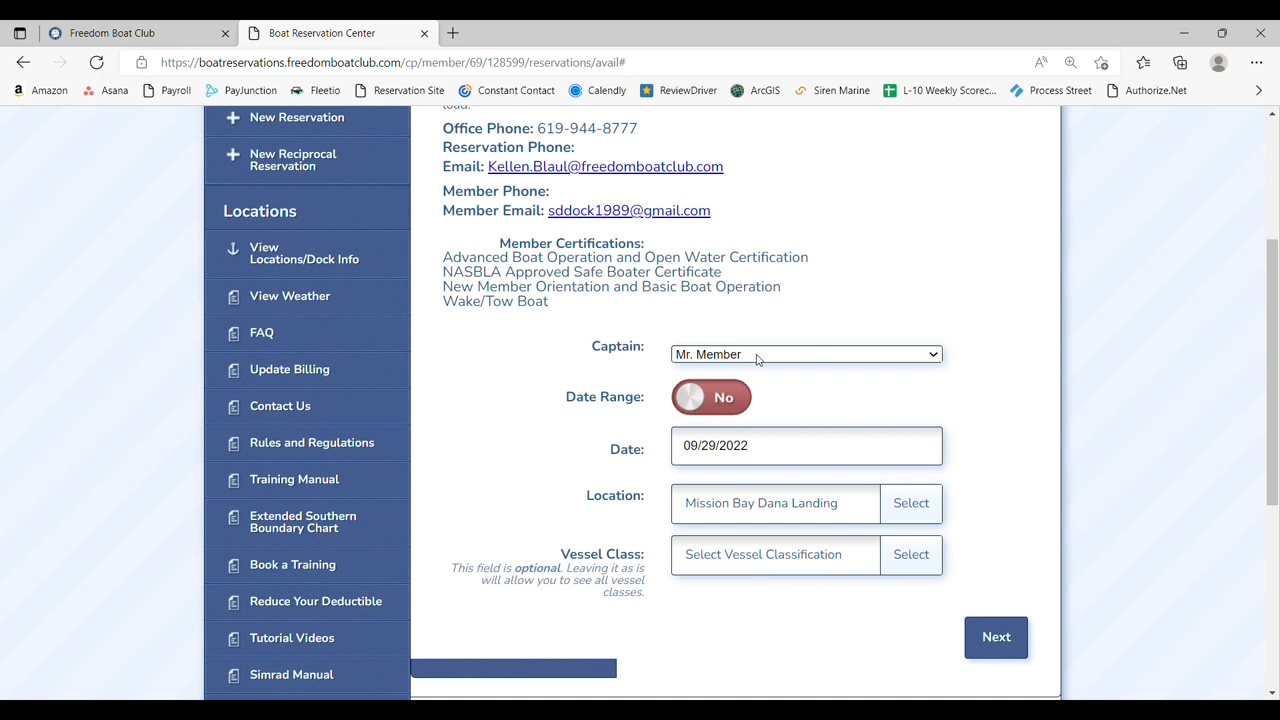 Freedom Boat Club
Boat Reservation Center
https://boatreservations.freedomboatclub.com/cp/member/69/128599/reservations/avail#
Amazon
Asana
Payroll
PayJunction
Fleetio
Reservation Site
Constant Contact
Calendly
ReviewDriver
ArcGIS
Siren Marine
L-10 Weekly Scorec...
Process Street
Authorize.Net
New Reservation
New Reciprocal
Reservation
Locations
View
Locations/Dock Info
View Weather
FAQ
Update Billing
Contact Us
Rules and Regulations
Training Manual
Extended Southern
Boundary Chart
Book a Training
Reduce Your Deductible
Tutorial Videos
Simrad Manual
Office Phone: 619-944-8777
Reservation Phone:
Email: Kellen.Blaul@freedomboatclub.com
Member Phone:
Member Email: sddock1989@gmail.com
Member Certifications:
Advanced Boat Operation and Open Water Certification
NASBLA Approved Safe Boater Certificate
New Member Orientation and Basic Boat Operation
Wake/Tow Boat
Captain: Mr. Member
Date Range: No
Date: 09/29/2022
Location: Mission Bay Dana Landing Select
Vessel Class: Select Vessel Classification Select
This field is optional. Leaving it as is
will allow you to see all vessel
classes.
Next